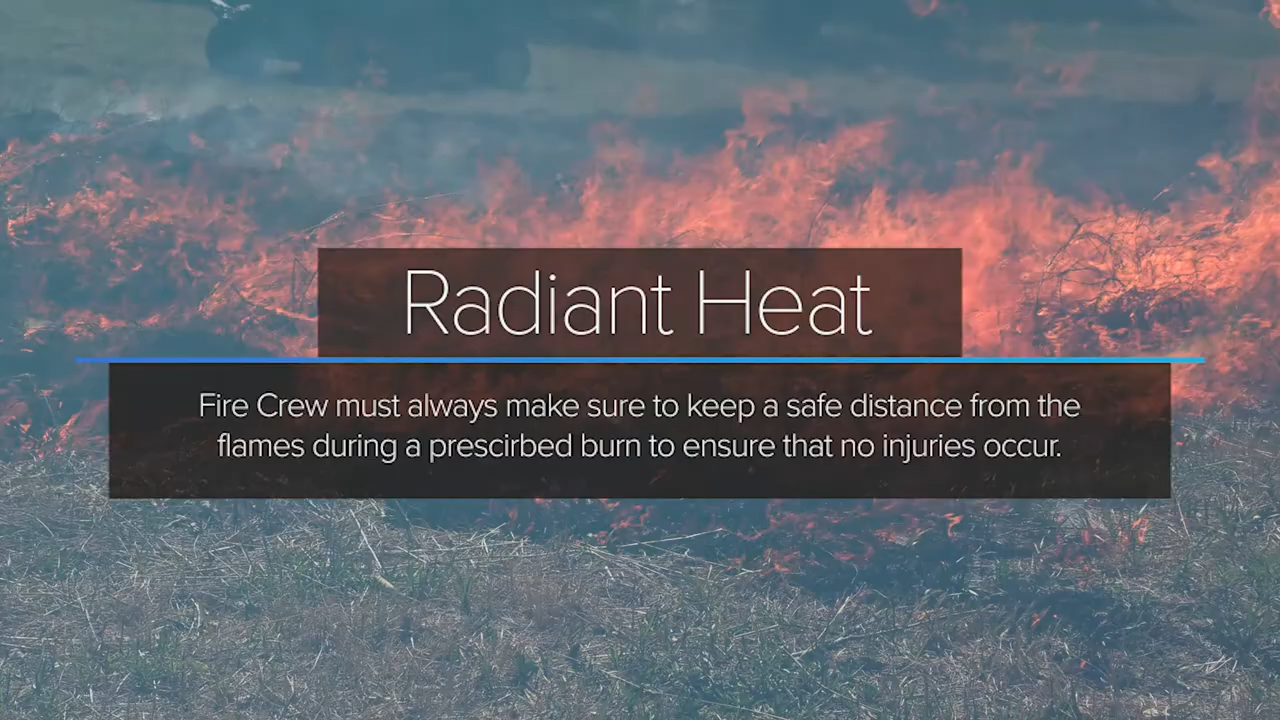 Radiant Heat
Fire Crew must always make sure to keep a safe distance from the
flames during a prescirbed burn to ensure that no injuries occur.